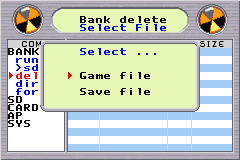 Bank delete
Select File
COM
SIZE
BANK
run
>sd
del
dir
for
SD
CARD
AP
SYS
Select ...
Game file
Save file